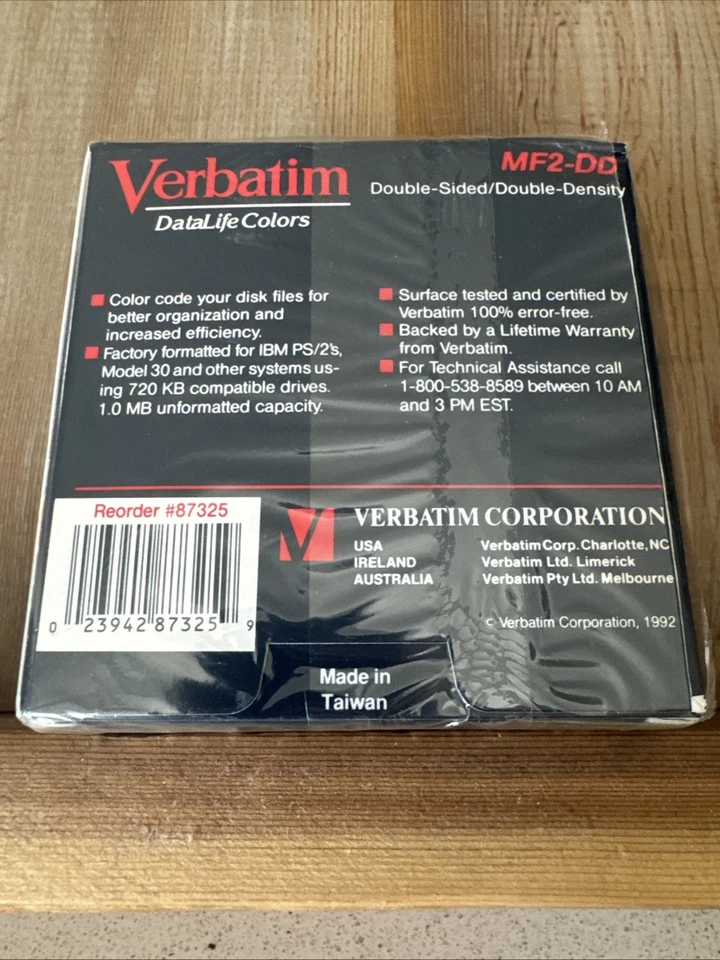 Verbatim
DataLifeColors
MF2-DD
Double-Sided/Double-Density
Color code your disk files for
better organization and
increased efficiency.
Factory formatted for IBM PS/2's,
Model 30 and other systems us-
ing 720 KB compatible drives.
1.0 MB unformatted capacity.
Surface tested and certified by
Verbatim 100% error-free.
Backed by a Lifetime Warranty
from Verbatim.
For Technical Assistance call
1-800-538-8589 between 10 AM
and 3 PM EST.
Reorder #87325
0 23942 87325 9
VERBATIM CORPORATION
USA Verbatim Corp. Charlotte, NC
IRELAND Verbatim Ltd. Limerick
AUSTRALIA Verbatim Pty Ltd. Melbourne
© Verbatim Corporation, 1992
Made in
Taiwan